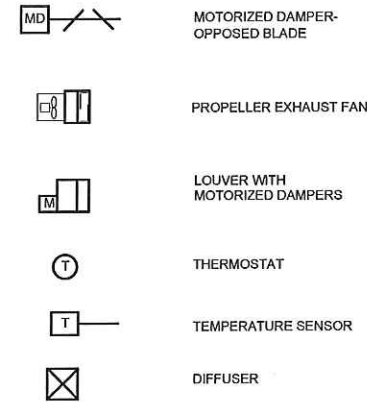 MD
MOTORIZED DAMPER-
OPPOSED BLADE
PROPELLER EXHAUST FAN
M
LOUVER WITH
MOTORIZED DAMPERS
T
THERMOSTAT
T
TEMPERATURE SENSOR
DIFFUSER